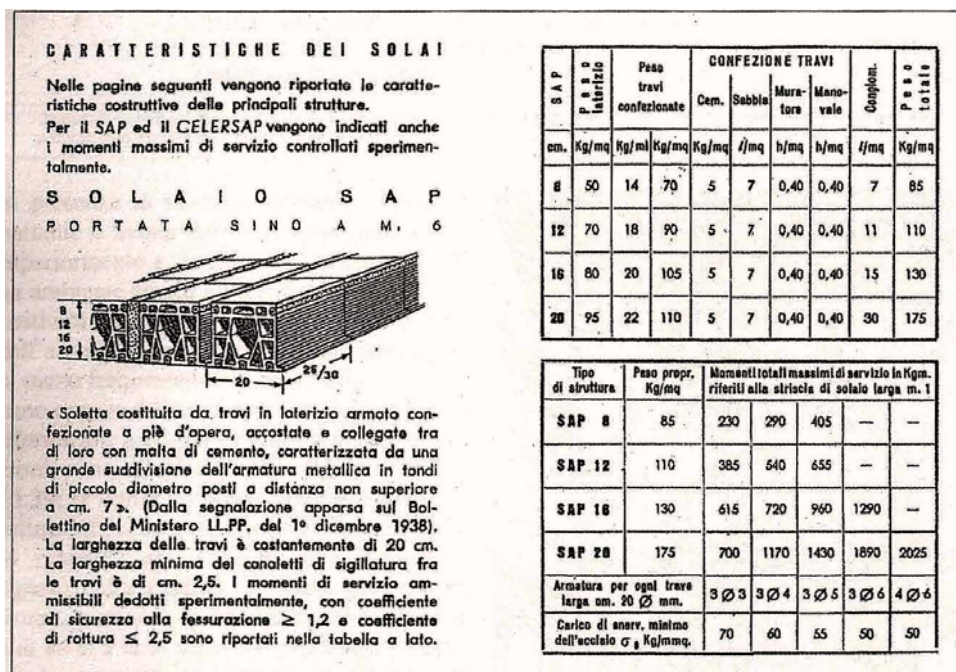 CARATTERISTICHE DEI SOLAI
Nelle pagine seguenti vengono riportate le caratte-
ristiche costruttive delle principali strutture.
Per il SAP ed il CELERSAP vengono indicati anche
i momenti massimi di servizio controllati sperimen-
talmente.
SOLAIO SAP
PORTATA SINO A M. 6
8
12
16
20
20
26/30
« Soletta costituita da travi in laterizio armato con-
fezionate a piè d'opera, accostate e collegate tra
di loro con malta di cemento, caratterizzata da una
grande suddivisione dell'armatura metallica in tondi
di piccolo diametro posti a distánza non superiore
a cm. 7 ». (Dalla segnalazione apparsa sul Bol-
lettino del Ministero LL.PP. del 1º dicembre 1938).
La larghezza delle travi è costantemente di 20 cm.
La larghezza minima dei canaletti di sigillatura fra
le travi è di cm. 2,5. I momenti di servizio am-
missibili dedotti sperimentalmente, con coefficiente
di sicurezza alla fessurazione ≥ 1,2 e coefficiente
di rottura ≤ 2,5 sono riportati nella tabella a lato.
SAP Peso laterizio Peso travi confezionate CONFEZIONE TRAVI Conglom. Peso totale
Cem. Sabbia Mura-tore Mano-vale
cm. Kg/mq Kg/ml Kg/mq Kg/mq l/mq h/mq h/mq l/mq Kg/mq
8 50 14 70 5 7 0,40 0,40 7 85
12 70 18 90 5 7 0,40 0,40 11 110
16 80 20 105 5 7 0,40 0,40 15 130
20 95 22 110 5 7 0,40 0,40 30 175
Tipo di struttura Peso propr. Kg/mq Momenti totali massimi di servizio in Kgm. riferiti alla striscia di solaio larga m. 1
SAP 8 85 230 290 405 — —
SAP 12 110 385 540 655 — —
SAP 16 130 615 720 960 1290 —
SAP 20 175 700 1170 1430 1890 2025
Armatura per ogni trave larga cm. 20 Ø mm. 3Ø3 3Ø4 3Ø5 3Ø6 4Ø6
Carico di snerv. minimo dell'acciaio σs Kg/mmq. 70 60 55 50 50